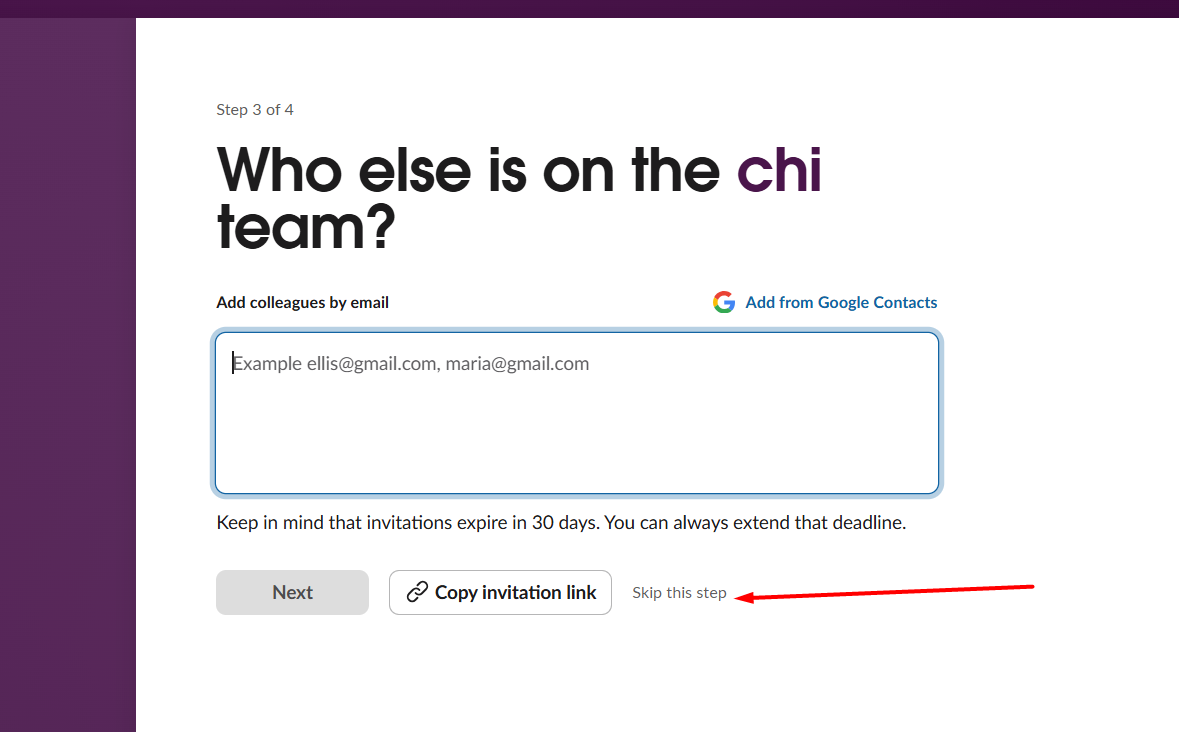 Step 3 of 4
Who else is on the chi
team?
Add colleagues by email
Add from Google Contacts
Example ellis@gmail.com, maria@gmail.com
Keep in mind that invitations expire in 30 days. You can always extend that deadline.
Next
Copy invitation link
Skip this step